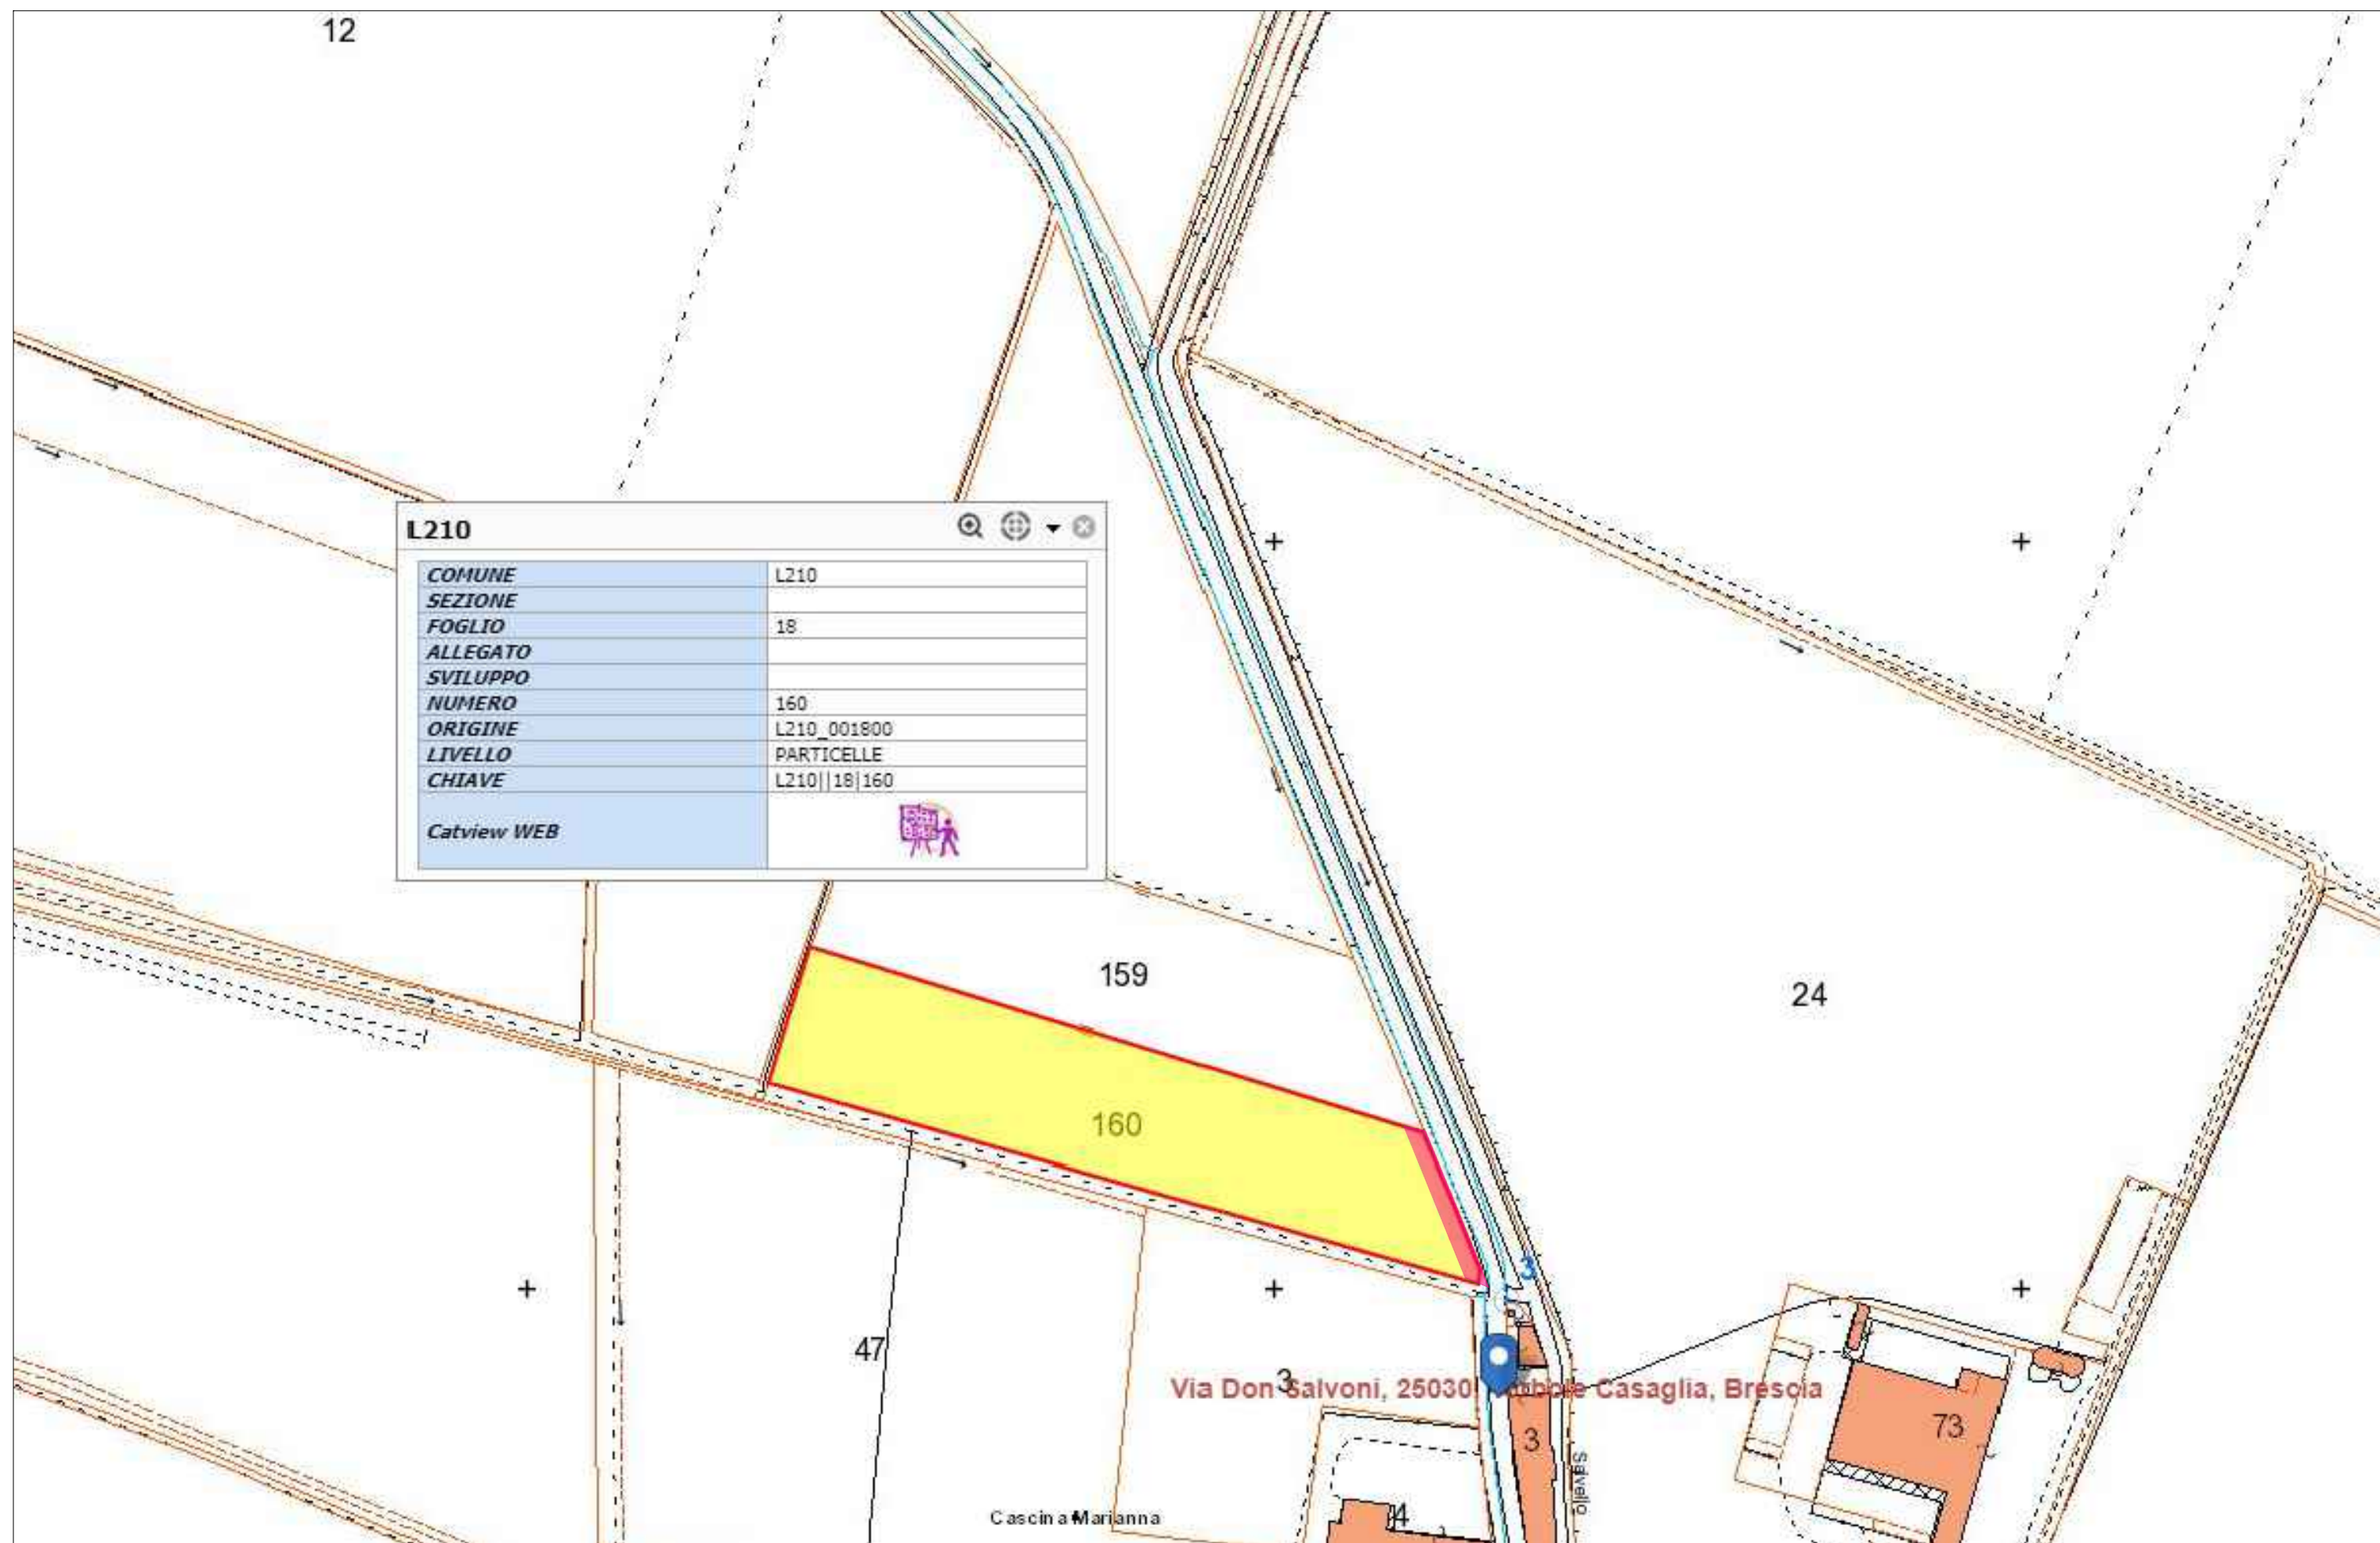 12
L210
COMUNE L210
SEZIONE
FOGLIO 18
ALLEGATO
SVILUPPO
NUMERO 160
ORIGINE L210_001800
LIVELLO PARTICELLE
CHIAVE L210||18|160
Catview WEB
159
24
160
3
47
3
Via Don Salvoni, 25030 Casaglia, Brescia
73
3
Salvello
4
Cascina Marianna